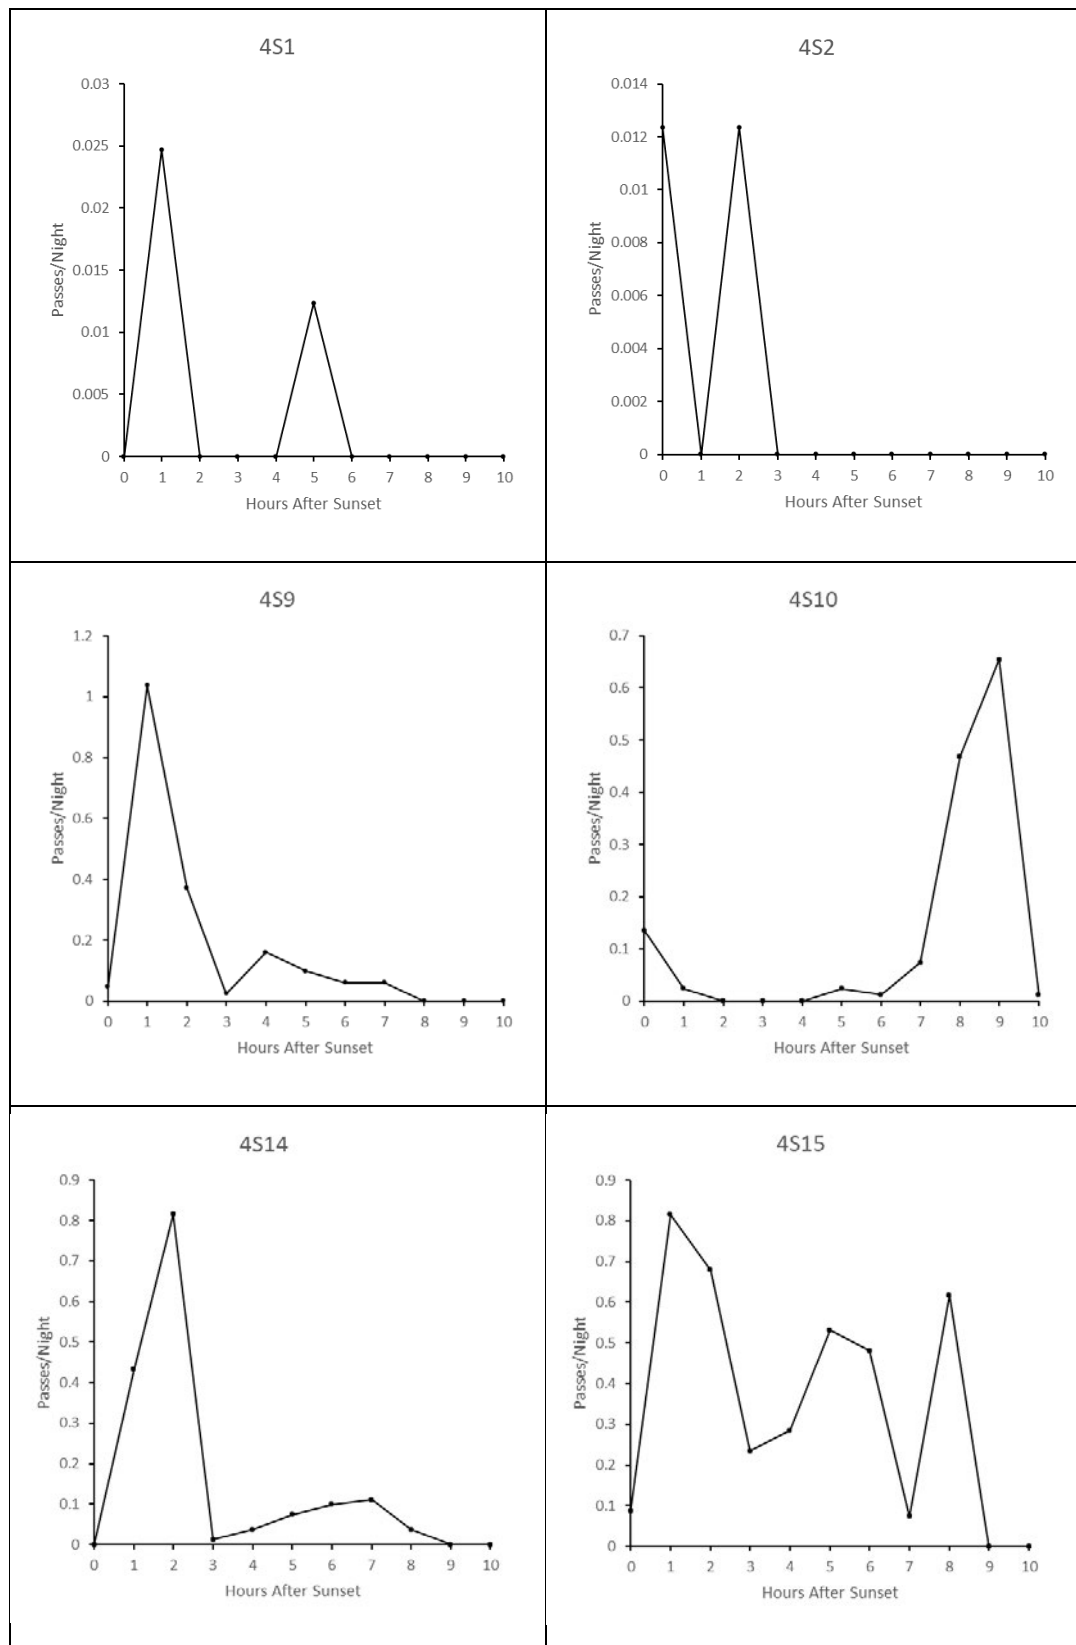 4S1
0.03
0.025
0.02
0.015
0.01
0.005
0
Passes/Night
0 1 2 3 4 5 6 7 8 9 10
Hours After Sunset
4S2
0.014
0.012
0.01
0.008
0.006
0.004
0.002
0
Passes/Night
0 1 2 3 4 5 6 7 8 9 10
Hours After Sunset
4S9
1.2
1
0.8
0.6
0.4
0.2
0
Passes/Night
0 1 2 3 4 5 6 7 8 9 10
Hours After Sunset
4S10
0.7
0.6
0.5
0.4
0.3
0.2
0.1
0
Passes/Night
0 1 2 3 4 5 6 7 8 9 10
Hours After Sunset
4S14
0.9
0.8
0.7
0.6
0.5
0.4
0.3
0.2
0.1
0
Passes/Night
0 1 2 3 4 5 6 7 8 9 10
Hours After Sunset
4S15
0.9
0.8
0.7
0.6
0.5
0.4
0.3
0.2
0.1
0
Passes/Night
0 1 2 3 4 5 6 7 8 9 10
Hours After Sunset